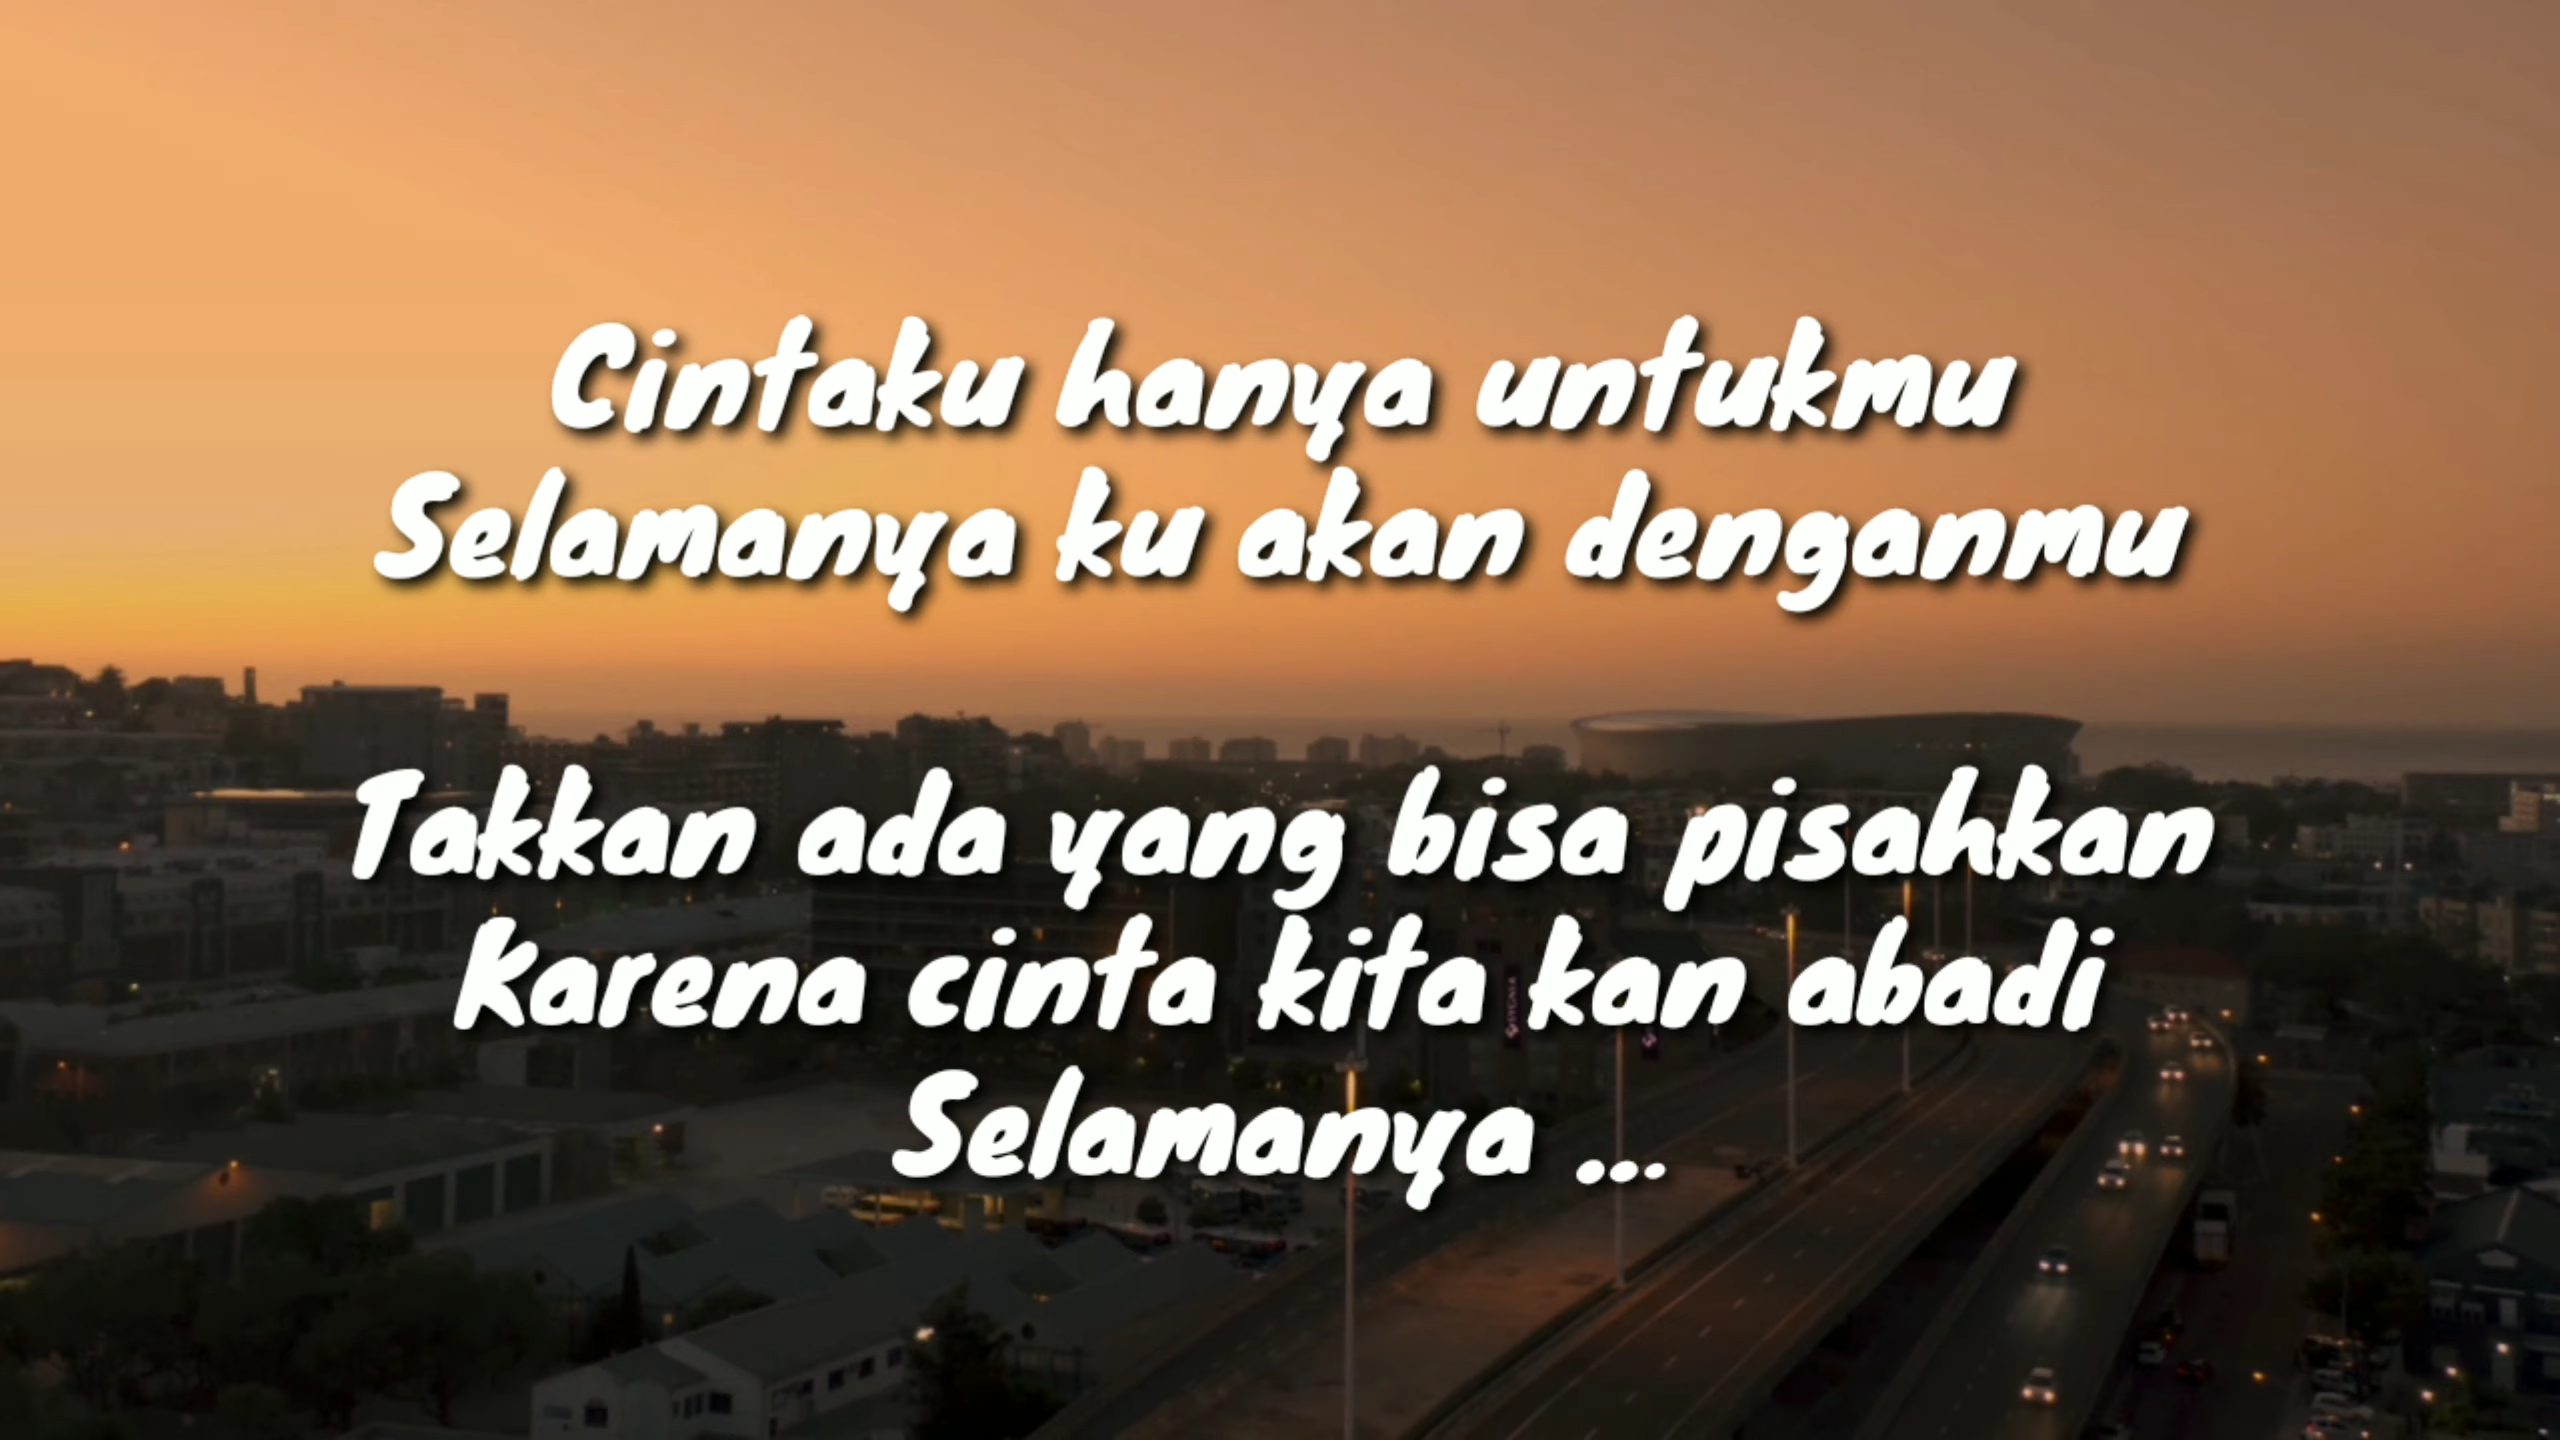 Cintaku hanya untukmu
Selamanya ku akan denganmu
Takkan ada yang bisa pisahkan
Karena cinta kita kan abadi
Selamanya ...